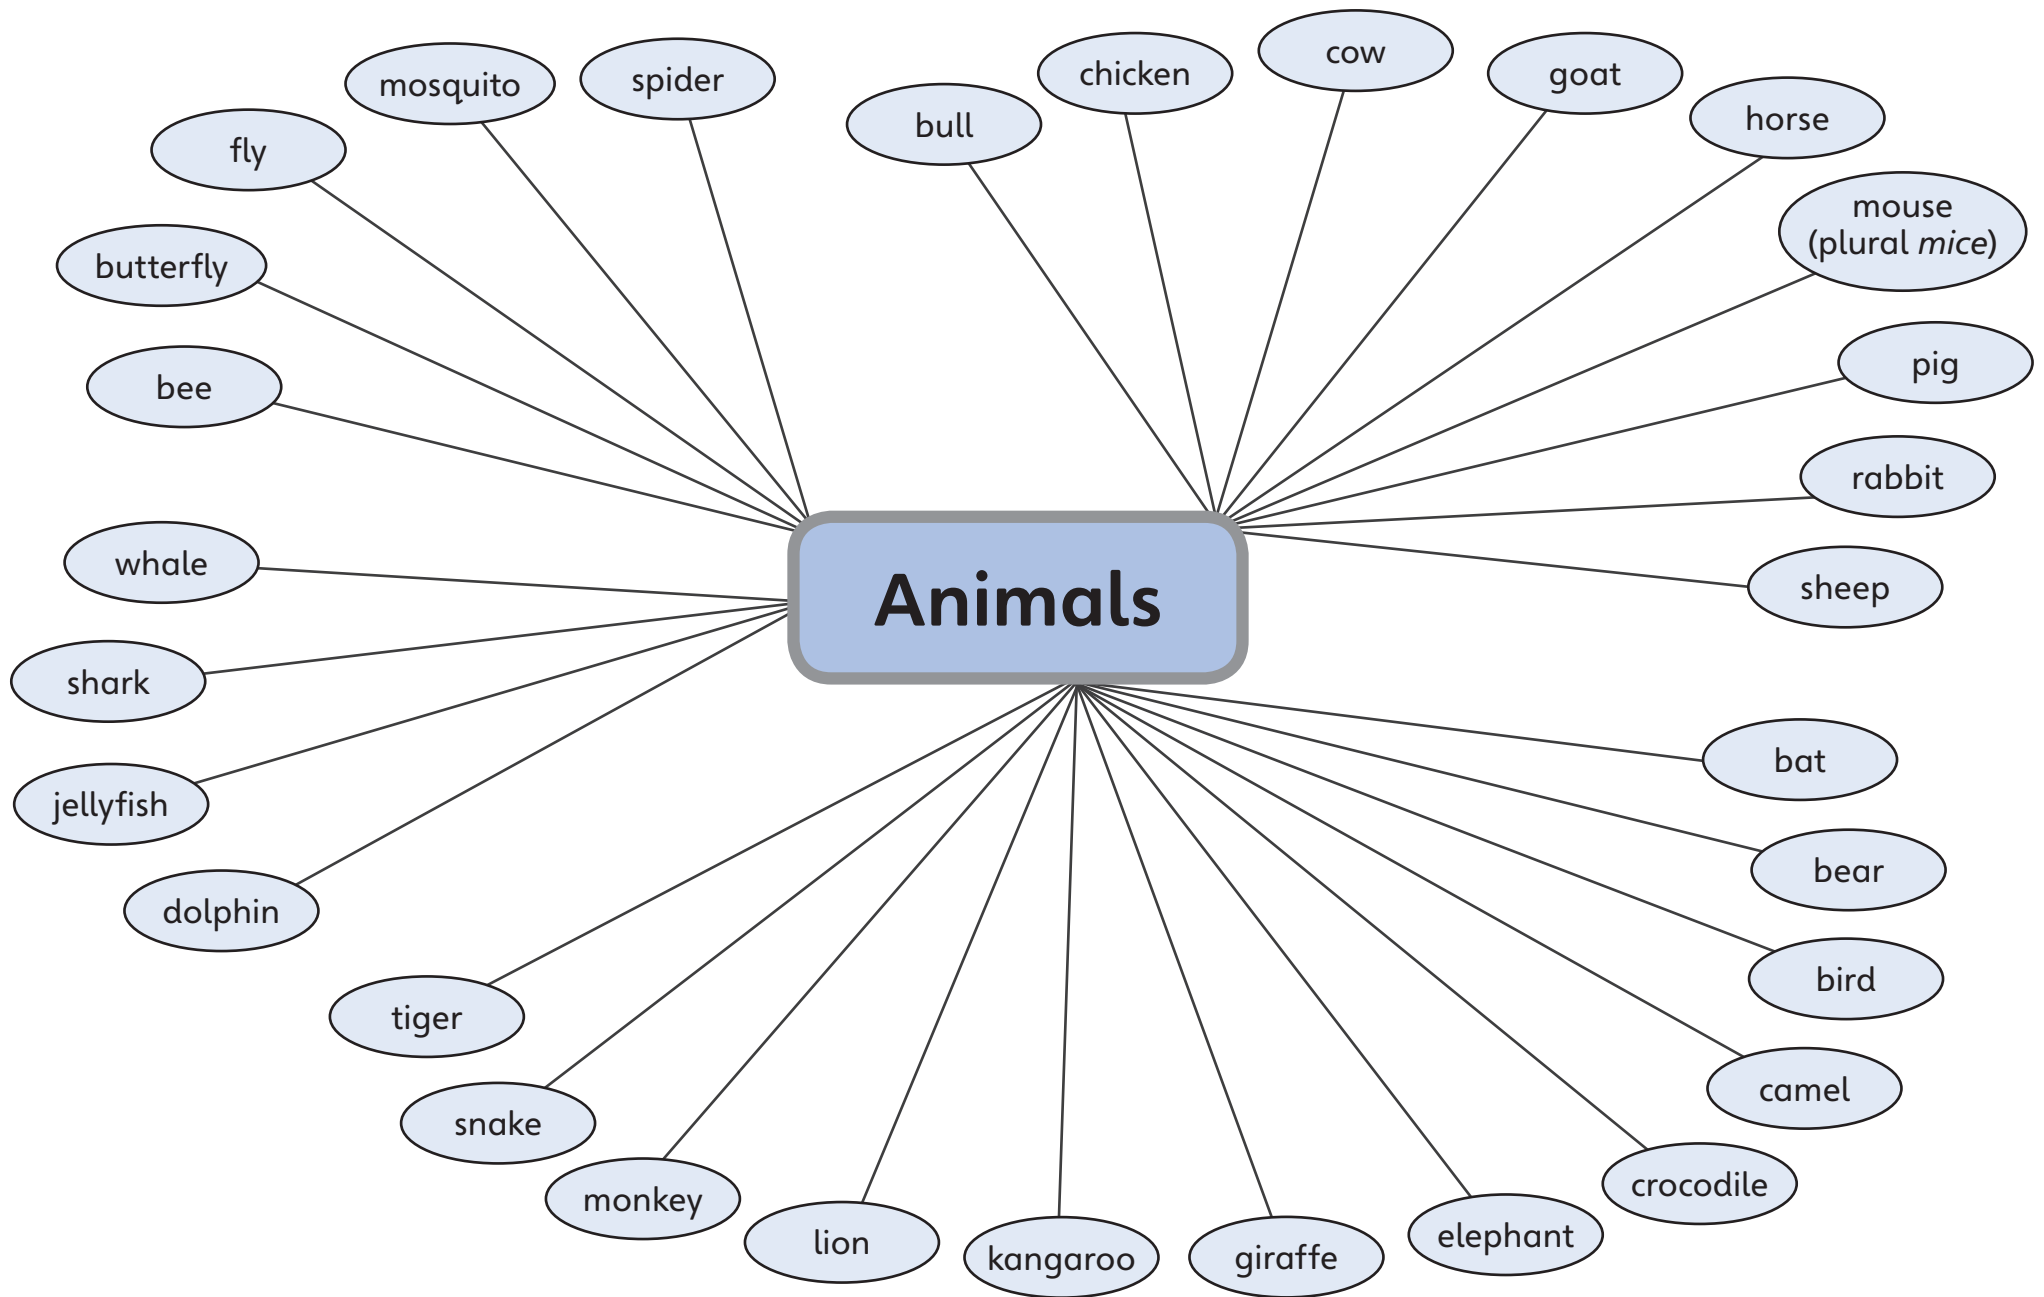 mosquito
spider
fly
butterfly
bee
bull
chicken
cow
goat
horse
mouse
(plural mice)
pig
rabbit
sheep
Animals
whale
shark
jellyfish
dolphin
tiger
snake
monkey
lion
kangaroo
giraffe
elephant
crocodile
camel
bird
bear
bat